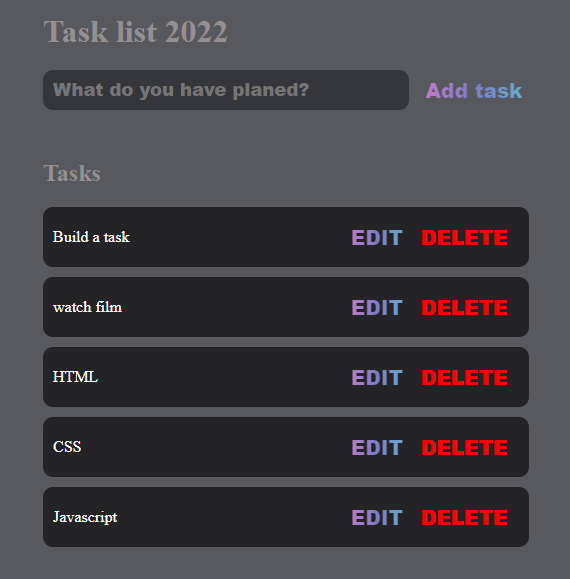 Task list 2022
What do you have planed? Add task
Tasks
Build a task EDIT DELETE
watch film EDIT DELETE
HTML EDIT DELETE
CSS EDIT DELETE
Javascript EDIT DELETE